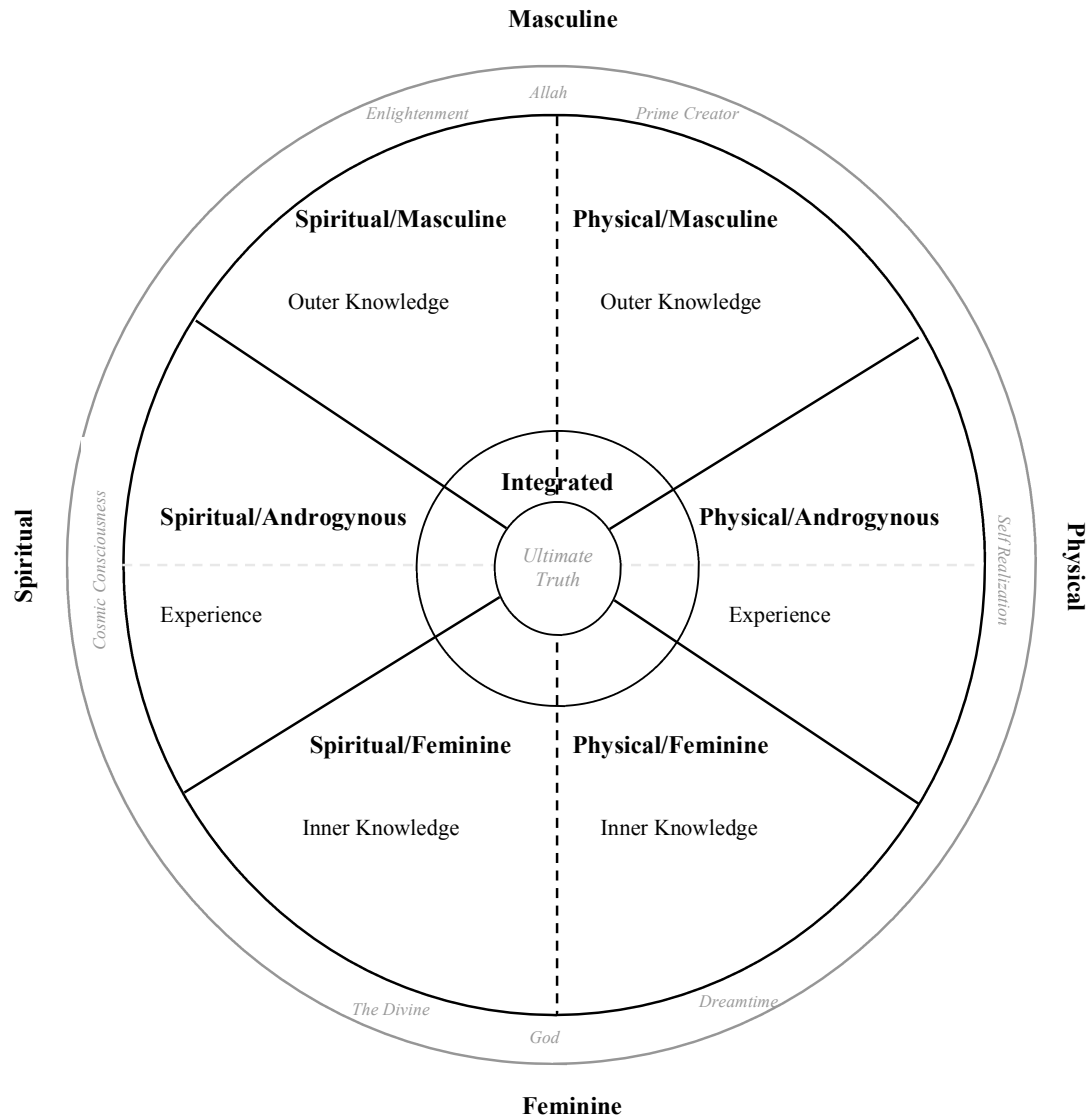 Masculine
Allah
Enlightenment
Prime Creator
Spiritual/Masculine
Physical/Masculine
Outer Knowledge
Outer Knowledge
Integrated
Spiritual/Androgynous
Physical/Androgynous
Spiritual
Cosmic Consciousness
Ultimate
Truth
Self Realization
Physical
Experience
Experience
Spiritual/Feminine
Physical/Feminine
Inner Knowledge
Inner Knowledge
The Divine
Dreamtime
God
Feminine